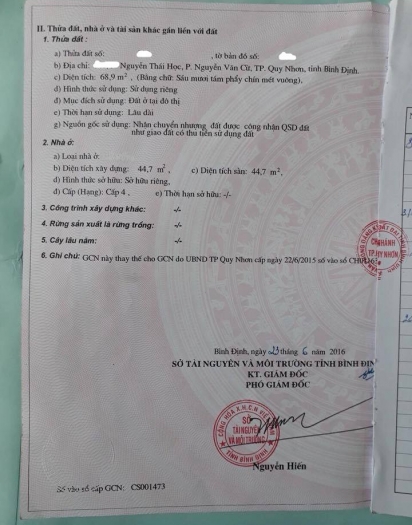 II. Thửa đất, nhà ở và tài sản khác gắn liền với đất
1. Thửa đất :
a) Thửa đất số: , tờ bản đồ số:
b) Địa chỉ: Nguyễn Thái Học, P. Nguyễn Văn Cừ, TP. Quy Nhơn, tỉnh Bình Định.
c) Diện tích: 68,9 m², (Bằng chữ: Sáu mươi tám phẩy chín mét vuông).
d) Hình thức sử dụng: Sử dụng riêng
đ) Mục đích sử dụng: Đất ở tại đô thị
e) Thời hạn sử dụng: Lâu dài
g) Nguồn gốc sử dụng: Nhận chuyển nhượng đất được công nhận QSD đất
như giao đất có thu tiền sử dụng đất
2. Nhà ở:
a) Loại nhà ở:
b) Diện tích xây dựng: 44,7 m², c) Diện tích sàn: 44,7 m²,
d) Hình thức sở hữu: Sở hữu riêng,
đ) Cấp (Hạng): Cấp 4, e) Thời hạn sở hữu: -/-
3. Công trình xây dựng khác: -/-
4. Rừng sản xuất là rừng trồng: -/-
5. Cây lâu năm: -/-
6. Ghi chú: GCN này thay thế cho GCN do UBND TP Quy Nhơn cấp ngày 22/6/2015 số vào sổ
CHI NHÁNH
TP. QUY NHƠN
Bình Định, ngày 23 tháng 6 năm 2016
SỞ TÀI NGUYÊN VÀ MÔI TRƯỜNG TỈNH BÌNH ĐỊNH
KT. GIÁM ĐỐC
PHÓ GIÁM ĐỐC
CỘNG HÒA X.H.C.N VIỆT NAM
SỞ
TÀI NGUYÊN
VÀ MÔI TRƯỜNG
TỈNH BÌNH ĐỊNH
Nguyễn Hiến
Số vào sổ cấp GCN: CS001473